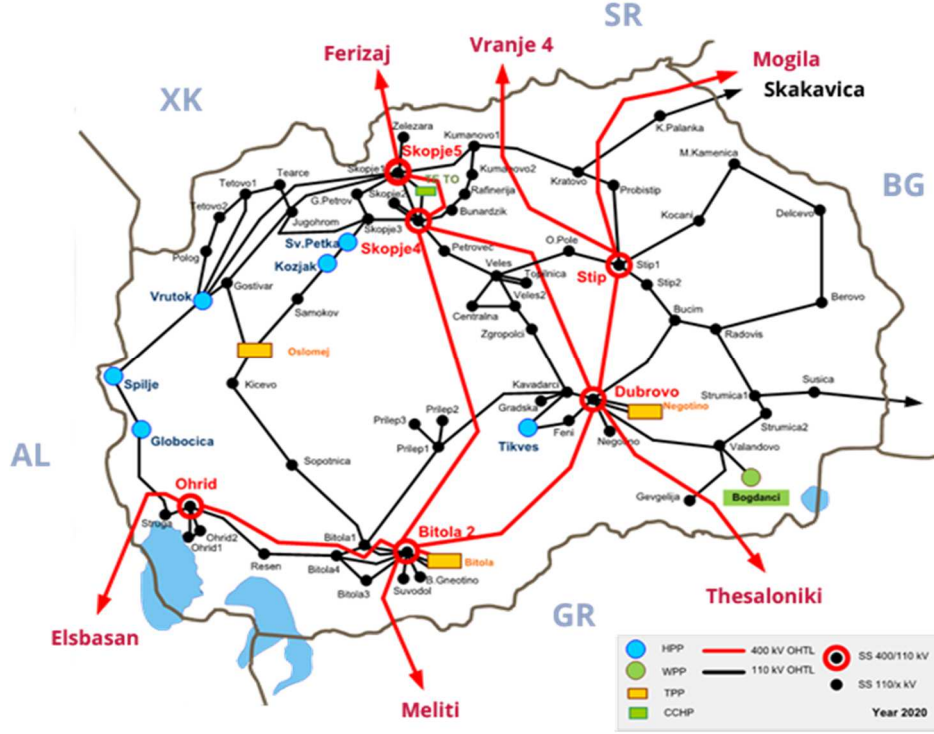 SR
Vranje 4
Ferizaj
Mogila
Skakavica
XK
Zelezara
K.Palanka
Kumanovo1
Skopje5
M.Kamenica
Skopje1
Kumanovo2
TE TO
Tearce
Kratovo
BG
Tetovo1
G.Petrov
Skopje2
Rafinerija
Probistip
Tetovo2
Bunardzik
Kocani
Delcevo
Jugohrom
Skopje3
Sv.Petka
Skopje4
Petrovec
O.Pole
Polog
Kozjak
Veles
Stip
Stip1
Topilnica
Gostivar
Stip2
Vrutok
Veles2
Berovo
Samokov
Centralna
Bucim
Zgropolci
Radovis
Oslomej
Spilje
Kicevo
Kavadarci
Dubrovo
Susica
Gradska
Negotino
Strumica1
Prilep3
Prilep2
Strumica2
Globocica
Tikves
Feni
Negotino
Prilep1
Valandovo
AL
Sopotnica
Ohrid
Gevgelija
Bogdanci
Struga
Ohrid2
Ohrid1
Bitola1
Bitola 2
Resen
Bitola4
Bitola
B.Gneotino
Bitola3
Suvodol
Thesaloniki
GR
Elsbasan
Meliti
HPP
400 kV OHTL
SS 400/110 kV
WPP
110 kV OHTL
TPP
SS 110/x kV
CCHP
Year 2020